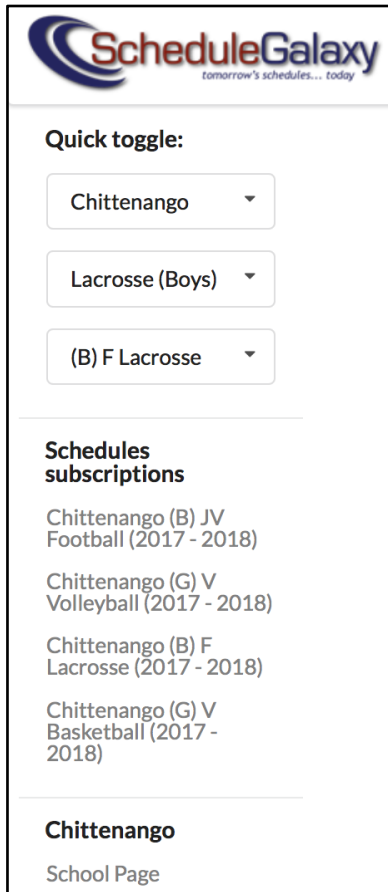 ScheduleGalaxy
tomorrow's schedules... today
Quick toggle:
Chittenango
Lacrosse (Boys)
(B) F Lacrosse
Schedules
subscriptions
Chittenango (B) JV
Football (2017 - 2018)
Chittenango (G) V
Volleyball (2017 - 2018)
Chittenango (B) F
Lacrosse (2017 - 2018)
Chittenango (G) V
Basketball (2017 -
2018)
Chittenango
School Page